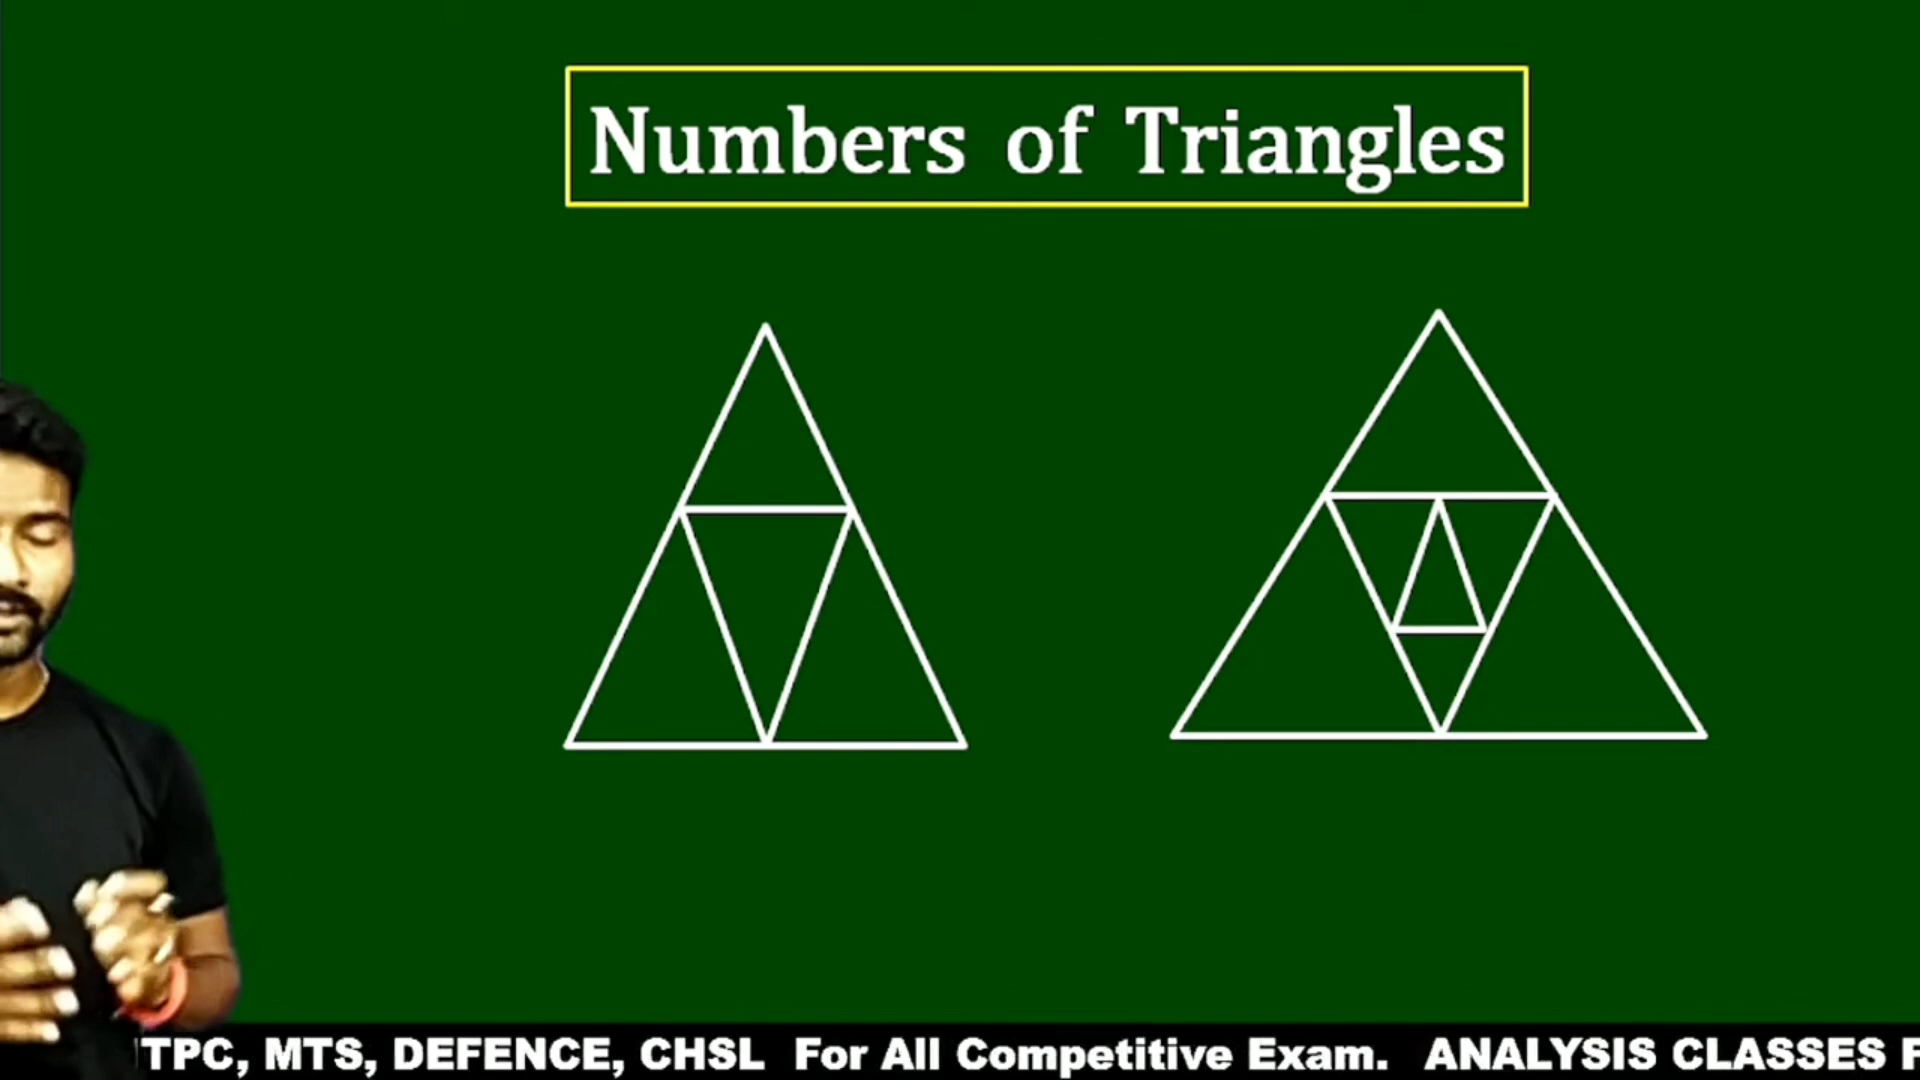 Numbers of Triangles
TPC, MTS, DEFENCE, CHSL For All Competitive Exam. ANALYSIS CLASSES F